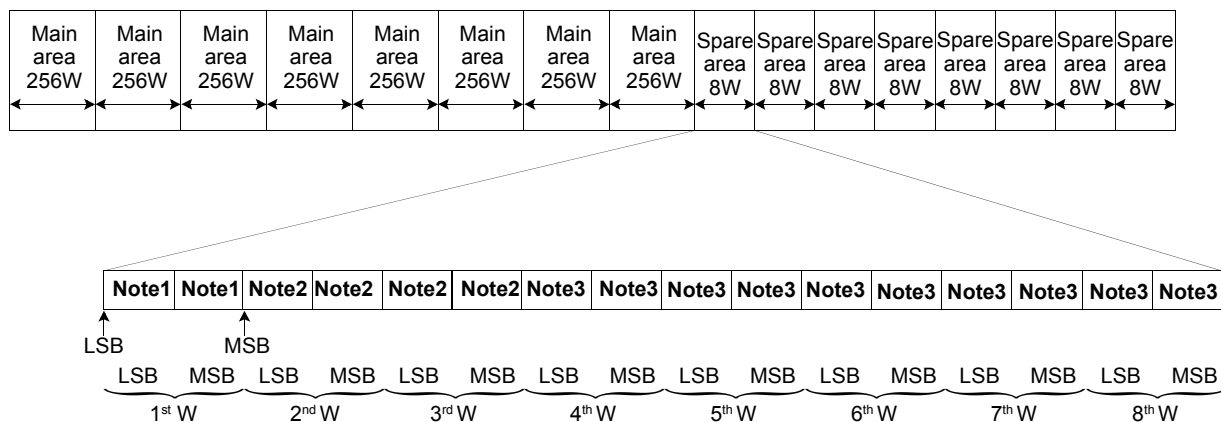 Main area 256W Main area 256W Main area 256W Main area 256W Main area 256W Main area 256W Main area 256W Main area 256W Spare area 8W Spare area 8W Spare area 8W Spare area 8W Spare area 8W Spare area 8W Spare area 8W Spare area 8W
Note1 Note1 Note2 Note2 Note2 Note2 Note3 Note3 Note3 Note3 Note3 Note3 Note3 Note3 Note3 Note3
LSB MSB
LSB MSB LSB MSB LSB MSB LSB MSB LSB MSB LSB MSB LSB MSB LSB MSB
1st W 2nd W 3rd W 4th W 5th W 6th W 7th W 8th W